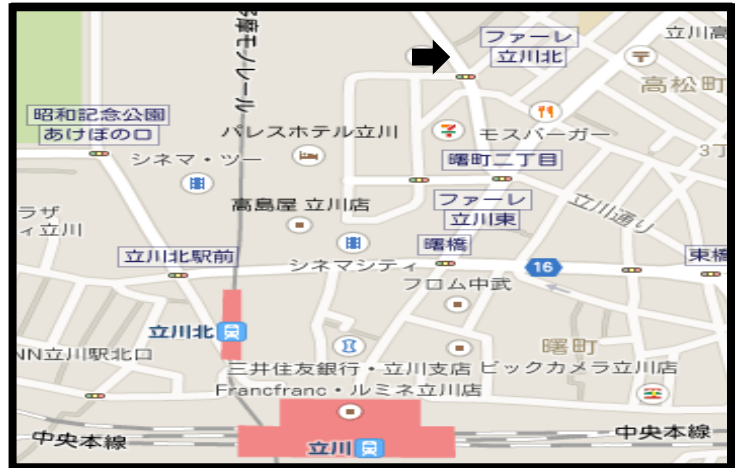 多摩モノレール
ファーレ
立川北
立川高
高松町
昭和記念公園
あけぼの口
パレスホテル立川
モスバーガー
シネマ・ツー
曙町二丁目
3丁
高島屋 立川店
ファーレ
立川東
立川通り
ラザ
ィ立川
立川北駅前
シネマシティ
曙橋
16
東橋
フロム中武
立川北
NN立川駅北口
曙町
三井住友銀行・立川支店
ビックカメラ立川店
Francfranc・ルミネ立川店
中央本線
立川
中央本線